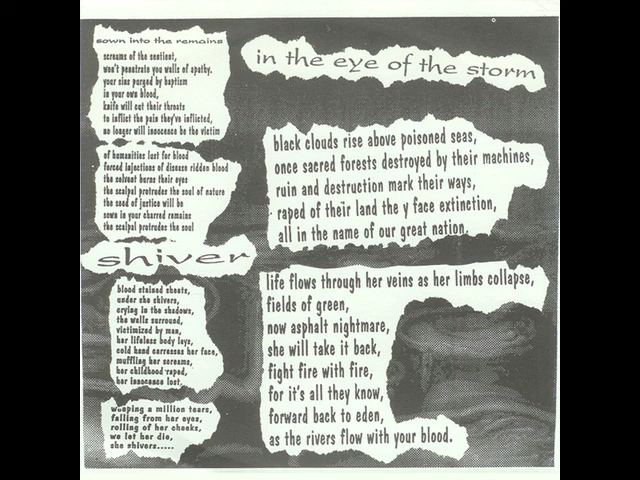 sown into the remains
screams of the sentient,
won't penetrate you walls of apathy.
your sins purged by baptism
in your own blood,
knife will cut their throats
to inflict the pain they've inflicted,
no longer will innocence be the victim
of humanities lust for blood
forced injections of disease ridden blood
the solvent burns their eyes
the scalpal protrudes the soul of nature
the seed of justice will be
sown in your charred remains
the scalpal protrudes the soul
shiver
blood stained sheets,
under she shivers,
crying in the shadows,
the walls surround,
victimized by man,
her lifeless body lays,
cold hand carresses her face,
muffling her screams,
her childhood raped,
her innocence lost.
weeping a million tears,
falling from her eyes,
rolling of her cheeks,
we let her die,
she shivers.....
in the eye of the storm
black clouds rise above poisoned seas,
once sacred forests destroyed by their machines,
ruin and destruction mark their ways,
raped of their land the y face extinction,
all in the name of our great nation.
life flows through her veins as her limbs collapse,
fields of green,
now asphalt nightmare,
she will take it back,
fight fire with fire,
for it's all they know,
forward back to eden,
as the rivers flow with your blood.